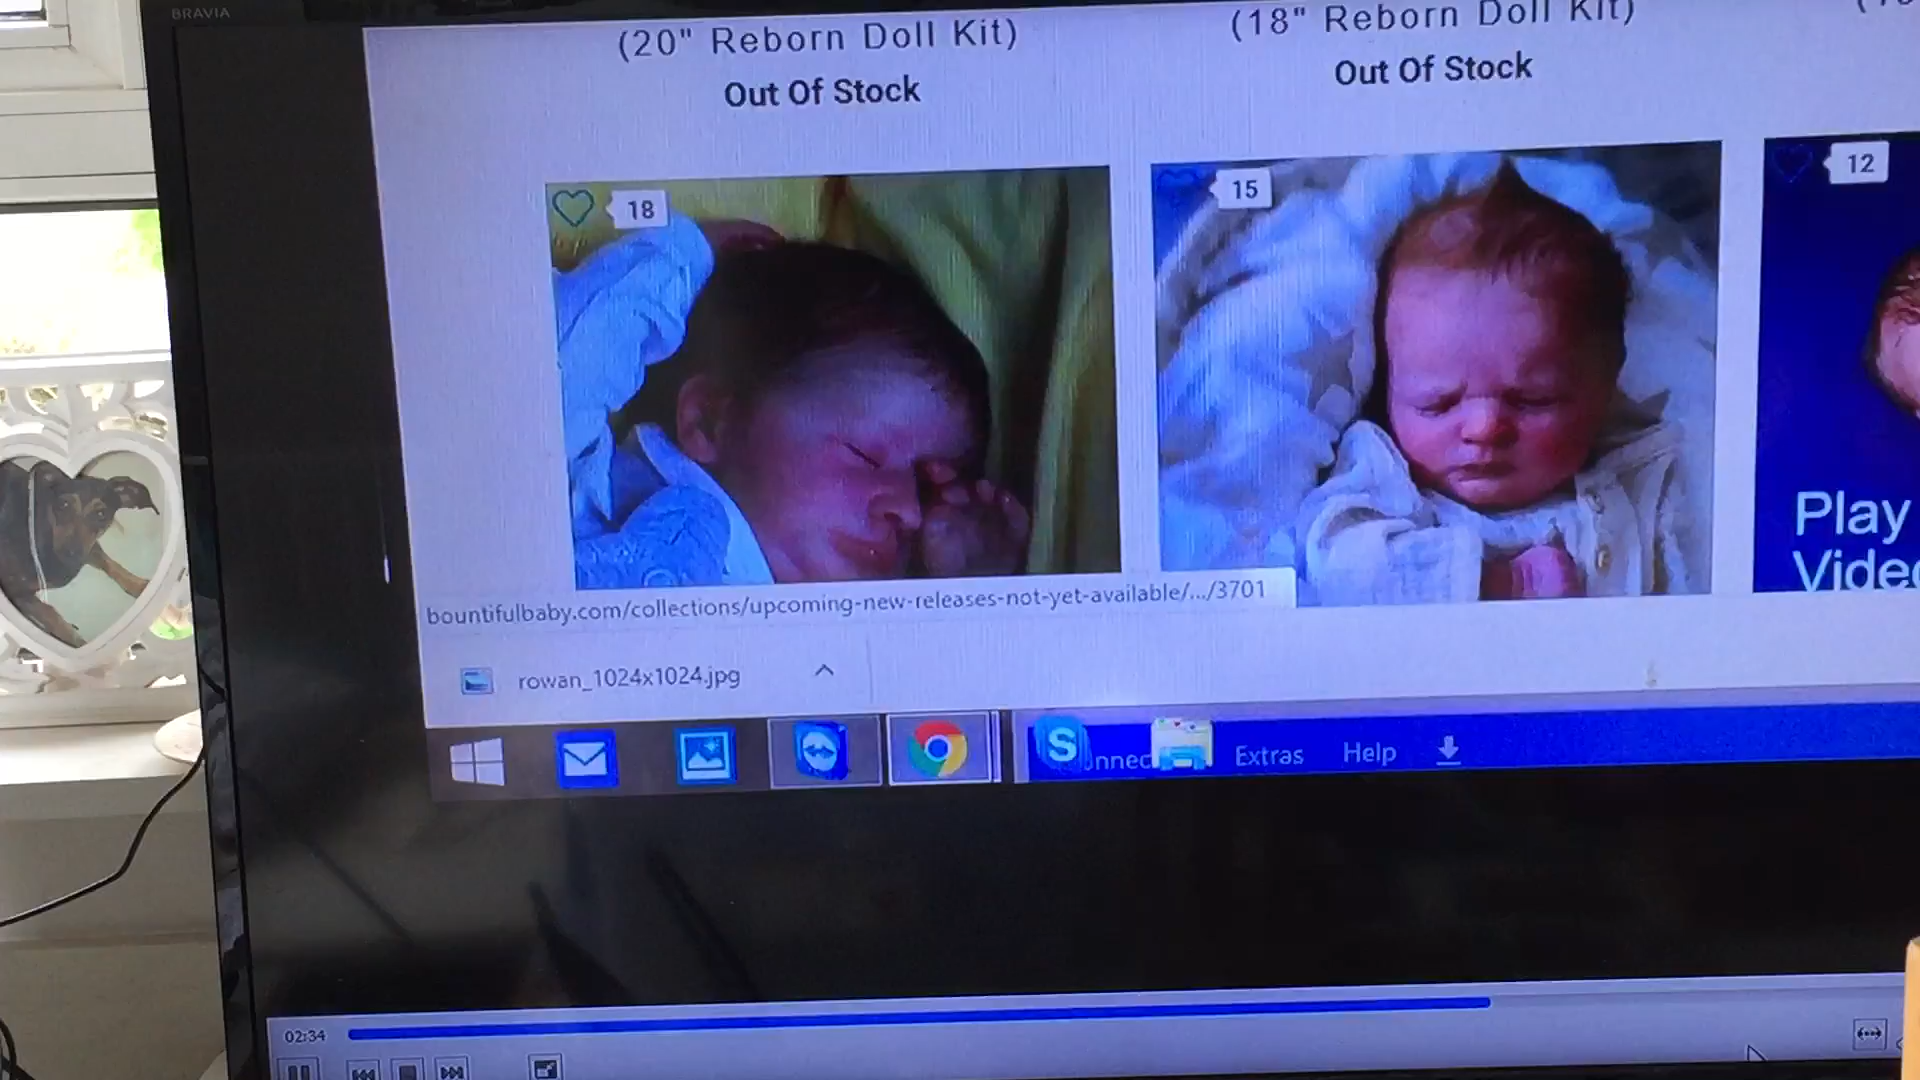 BRAVIA
(20" Reborn Doll Kit)
Out Of Stock
(18" Reborn Doll Kit)
Out Of Stock
18
15
12
Play
Video
bountifulbaby.com/collections/upcoming-new-releases-not-yet-available/.../3701
rowan_1024x1024.jpg
Extras
Help
02:34